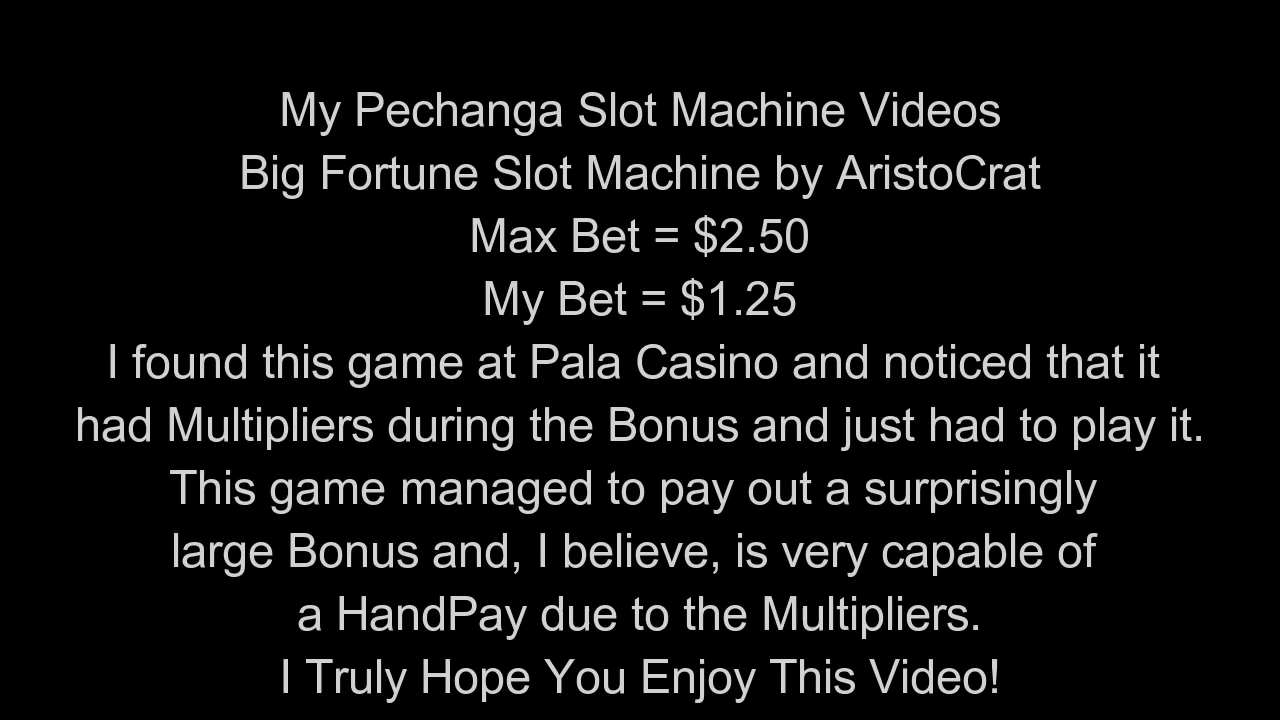 My Pechanga Slot Machine Videos
Big Fortune Slot Machine by AristoCrat
Max Bet = $2.50
My Bet = $1.25
I found this game at Pala Casino and noticed that it
had Multipliers during the Bonus and just had to play it.
This game managed to pay out a surprisingly
large Bonus and, I believe, is very capable of
a HandPay due to the Multipliers.
I Truly Hope You Enjoy This Video!